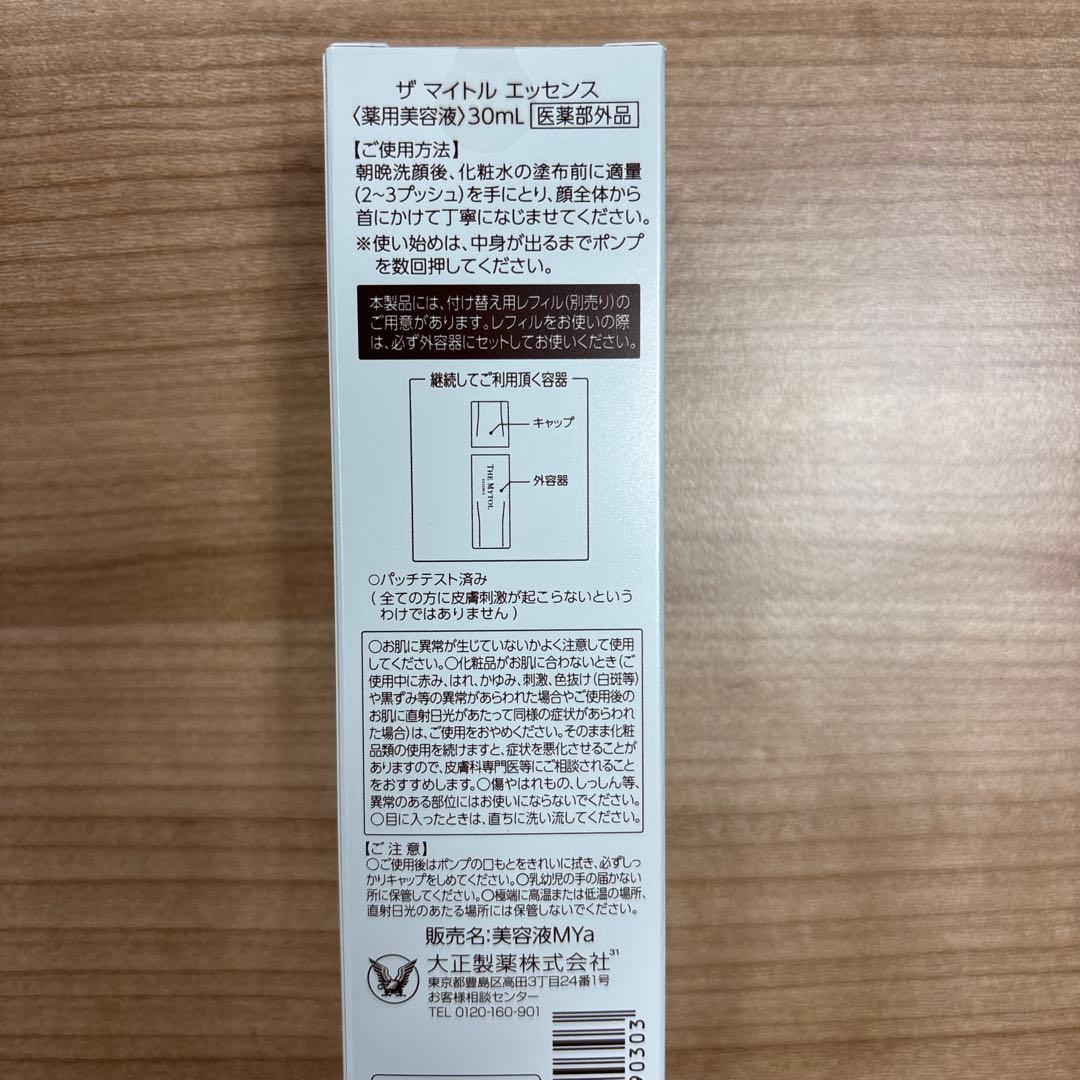 ザ マイトル エッセンス
〈薬用美容液〉30mL 医薬部外品
【ご使用方法】
朝晩洗顔後、化粧水の塗布前に適量
(2~3プッシュ)を手にとり、顔全体から
首にかけて丁寧になじませてください。
※使い始めは、中身が出るまでポンプ
を数回押してください。
本製品には、付け替え用レフィル(別売り)の
ご用意があります。レフィルをお使いの際
は、必ず外容器にセットしてお使いください。
継続してご利用頂く容器
キャップ
THE MYTOL
外容器
○パッチテスト済み
(全ての方に皮膚刺激が起こらないという
わけではありません)
○お肌に異常が生じていないかよく注意して使用
してください。○化粧品がお肌に合わないとき(ご
使用中に赤み、はれ、かゆみ、刺激、色抜け(白斑等)
や黒ずみ等の異常があらわれた場合やご使用後の
お肌に直射日光があたって同様の症状があらわれ
た場合)は、ご使用をおやめください。そのまま化粧
品類の使用を続けますと、症状を悪化させることが
ありますので、皮膚科専門医等にご相談されること
をおすすめします。○傷やはれもの、しっしん等、
異常のある部位にはお使いにならないでください。
○目に入ったときは、直ちに洗い流してください。
【ご注意】
○ご使用後はポンプの口もとをきれいに拭き、必ずしっ
かりキャップをしめてください。○乳幼児の手の届かない
所に保管してください。○極端に高温または低温の場所、
直射日光のあたる場所には保管しないでください。
販売名:美容液MYa
大正製薬株式会社31
東京都豊島区高田3丁目24番1号
お客様相談センター
TEL 0120-160-901
90303